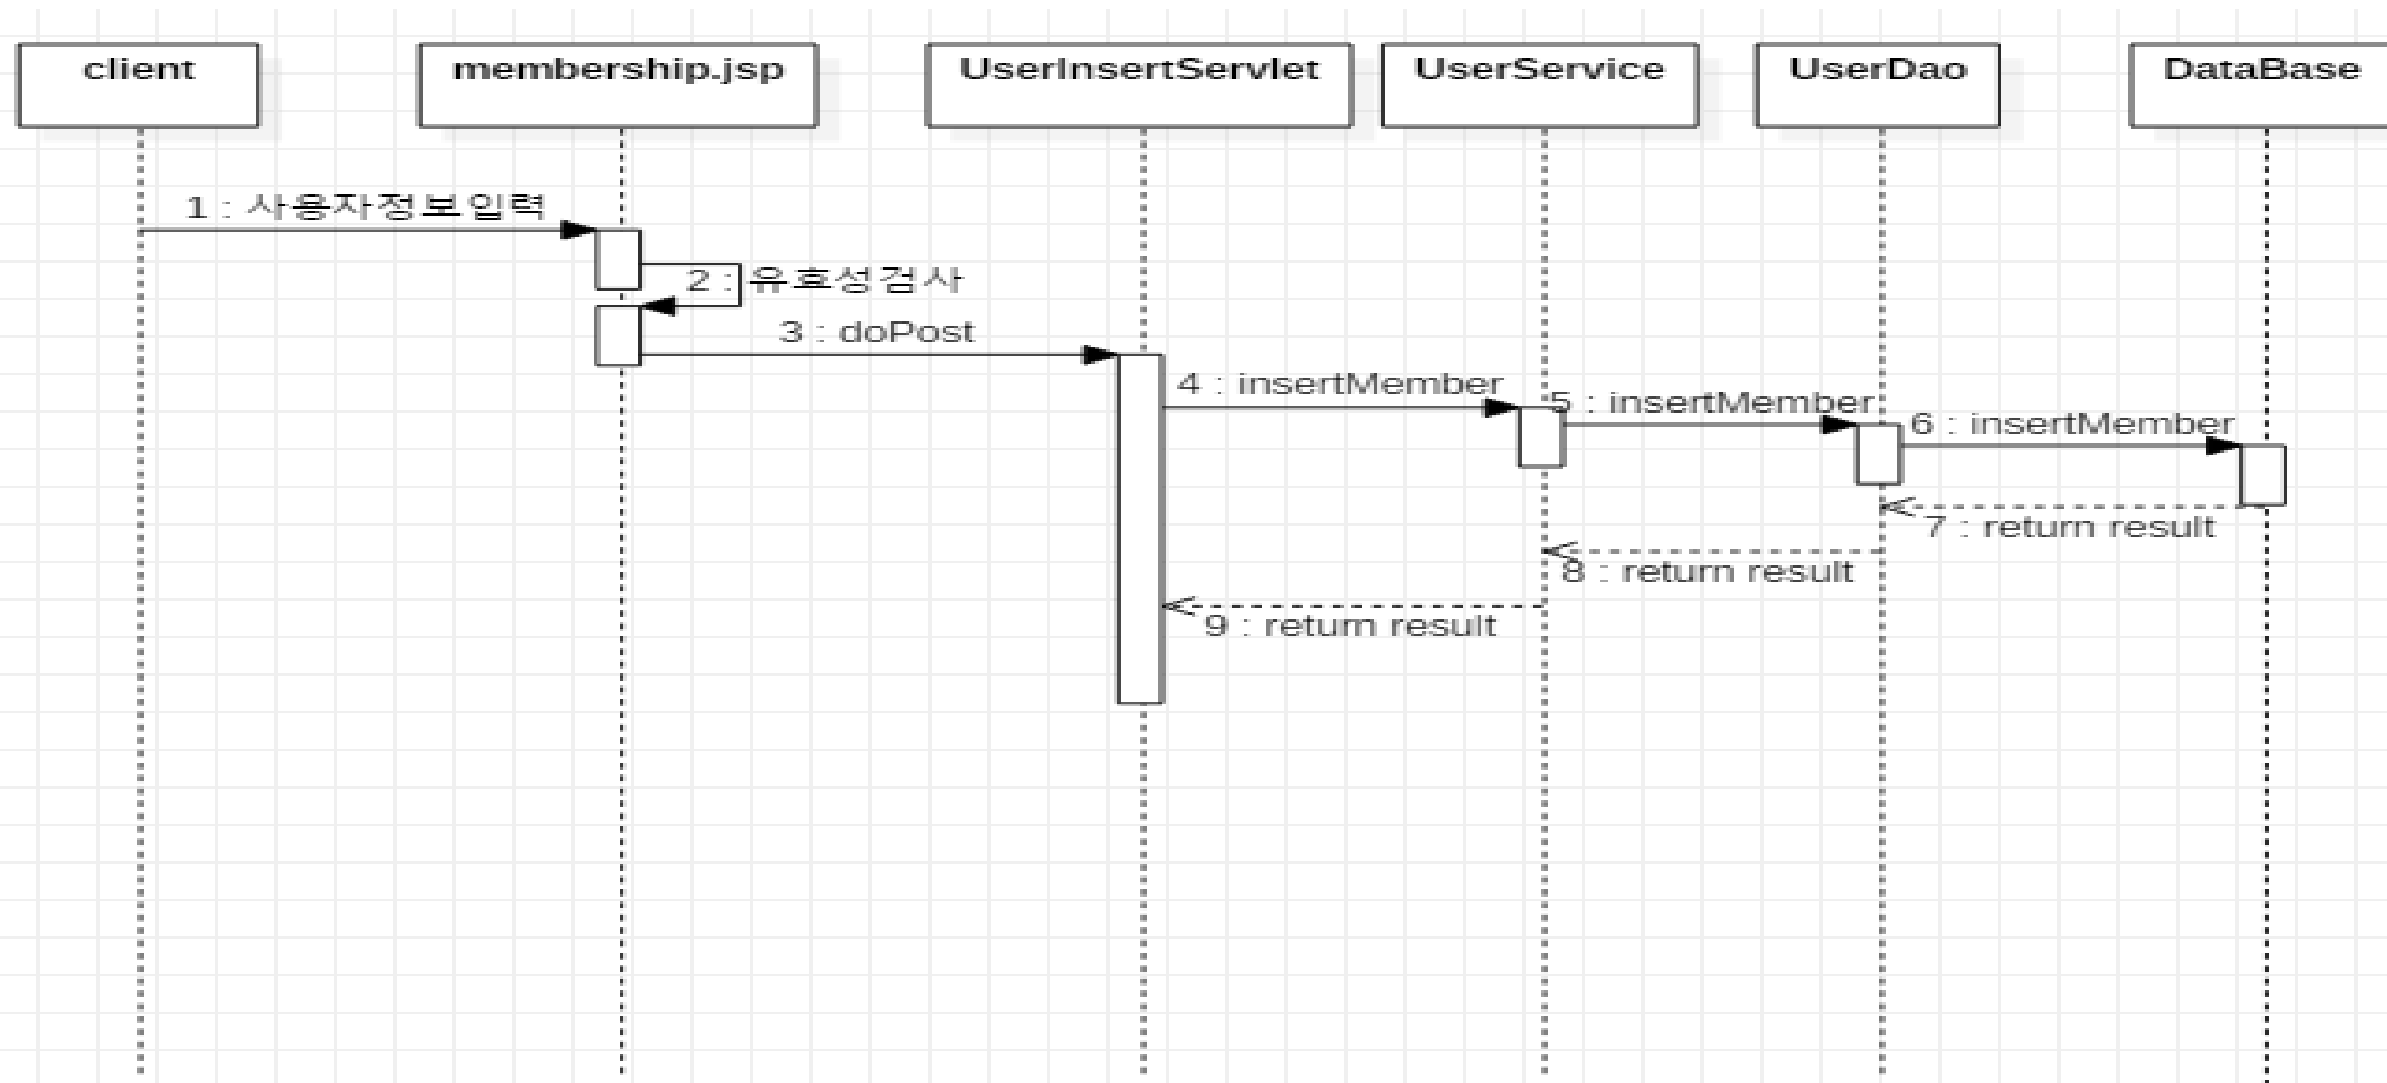 client
membership.jsp
UserInsertServlet
UserService
UserDao
DataBase
1 : 사용자정보입력
2 : 유효성검사
3 : doPost
4 : insertMember
5 : insertMember
6 : insertMember
7 : return result
8 : return result
9 : return result